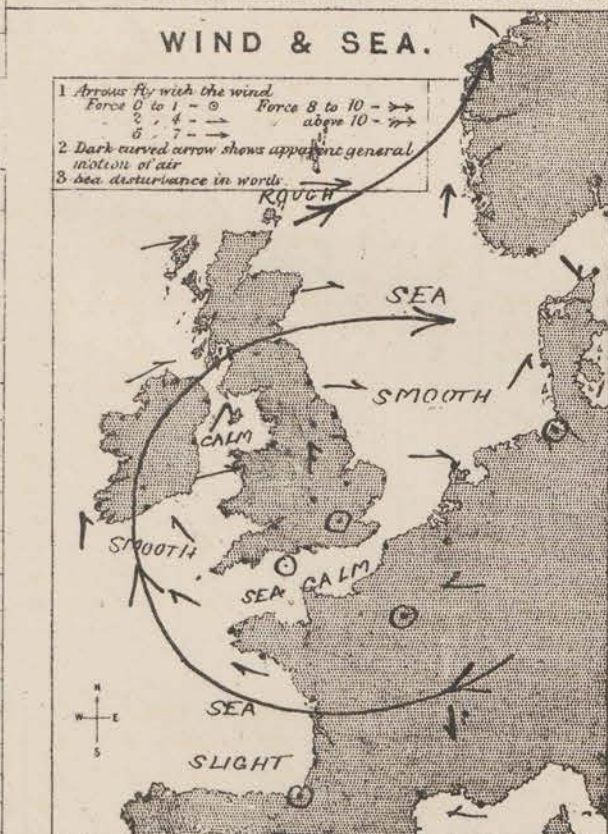 WIND & SEA.
1 Arrows fly with the wind
Force 0 to 1 - ⊙ Force 8 to 10 -
" 2 " 4 - " above 10 -
" 5 " 7 -
2 Dark curved arrow shows apparent general
motion of air
3 Sea disturbance in words
ROUGH
SEA
SMOOTH
CALM
SMOOTH
SEA CALM
N
W E
S
SEA
SLIGHT